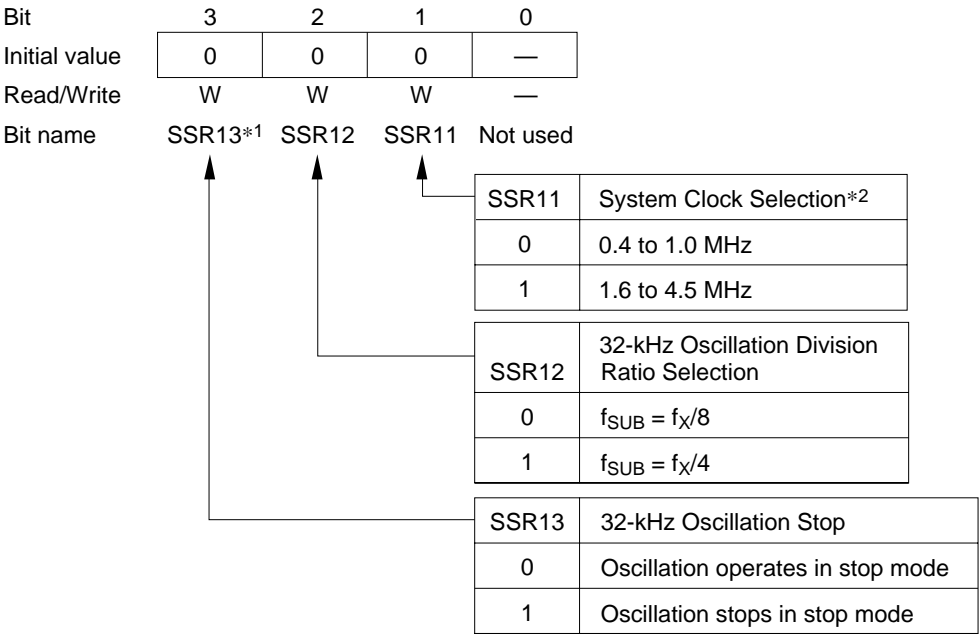 Bit 3 2 1 0
Initial value 0 0 0 —
Read/Write W W W —
Bit name SSR13*1 SSR12 SSR11 Not used
SSR11 System Clock Selection*2
0 0.4 to 1.0 MHz
1 1.6 to 4.5 MHz
32-kHz Oscillation Division
SSR12 Ratio Selection
0 fSUB = fX/8
1 fSUB = fX/4
SSR13 32-kHz Oscillation Stop
0 Oscillation operates in stop mode
1 Oscillation stops in stop mode